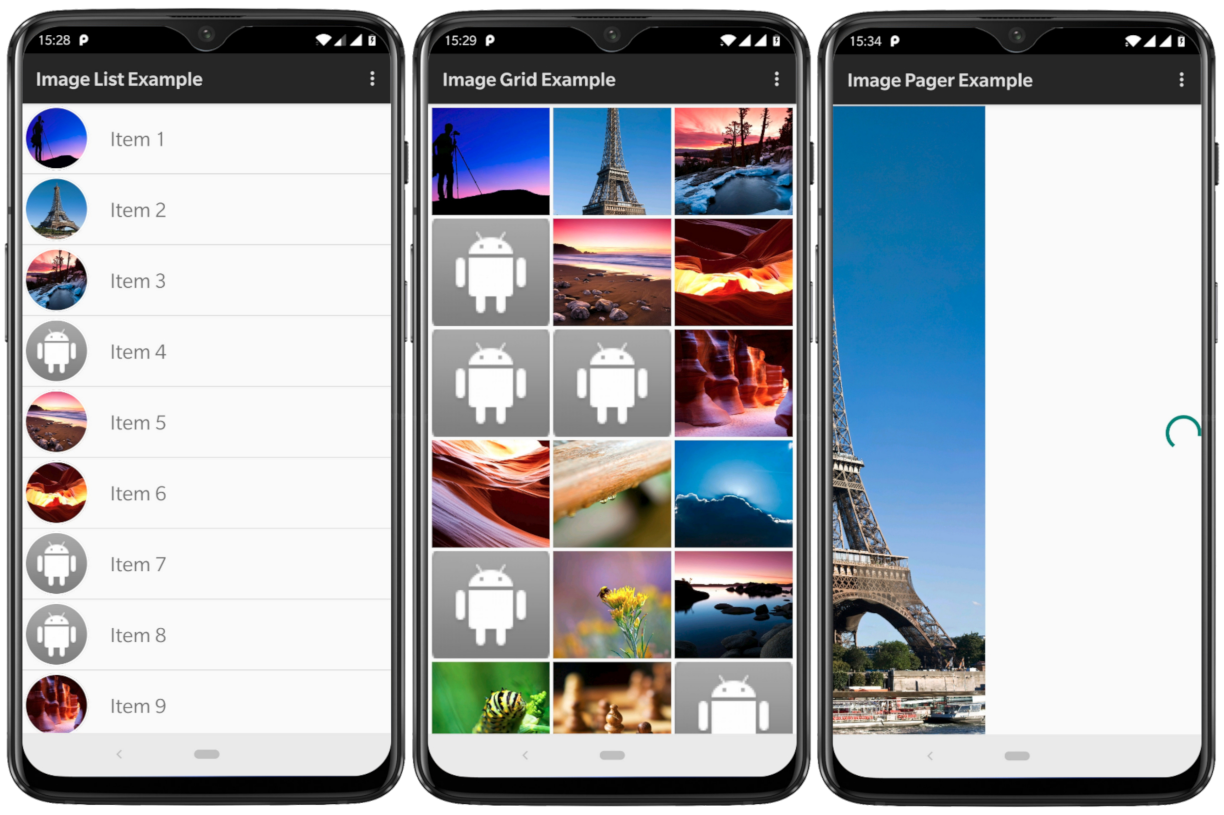 15:28
Image List Example
Item 1
Item 2
Item 3
Item 4
Item 5
Item 6
Item 7
Item 8
Item 9
15:29
Image Grid Example
15:34
Image Pager Example